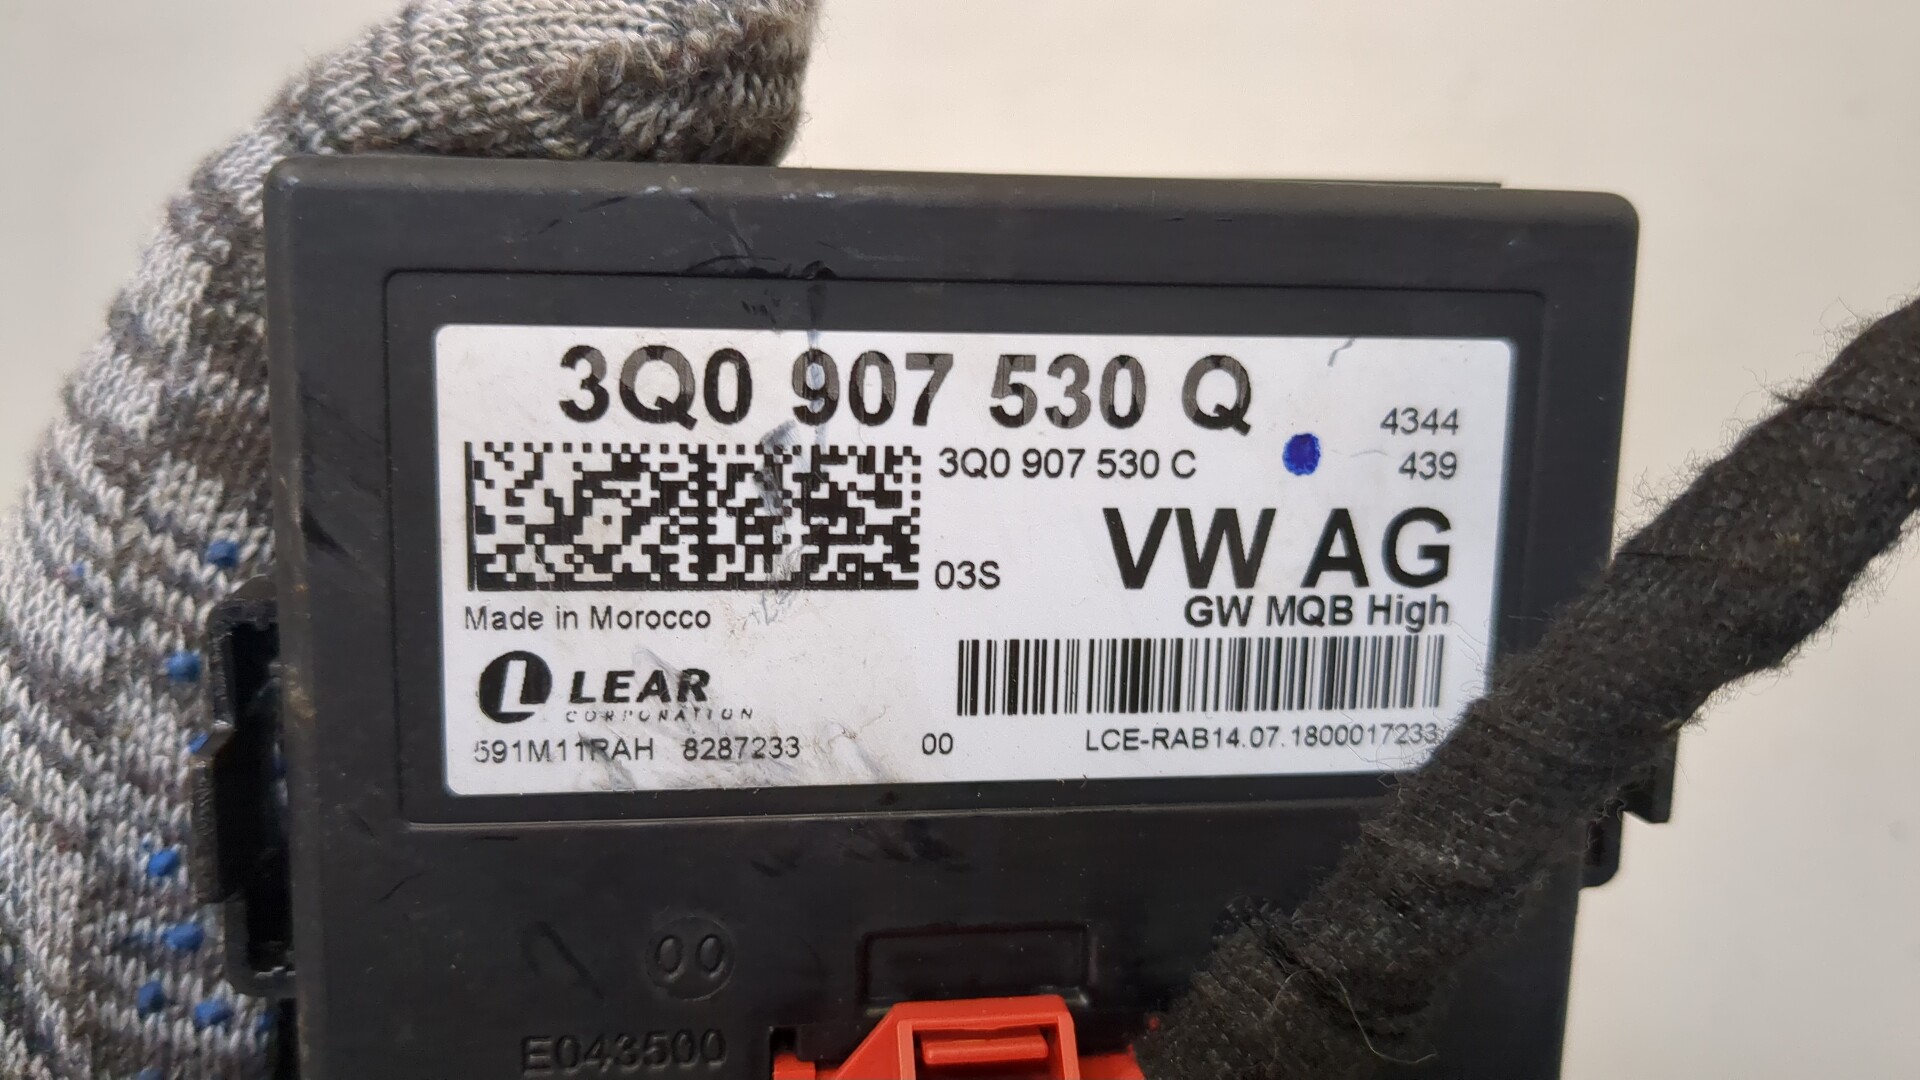 3Q0 907 530 Q
4344
3Q0 907 530 C
439
03S
VW AG
Made in Morocco
GW MQB High
LEAR
CORPORATION
591M11RAH 8287233
00
LCE-RAB14.07.1800017233
00
E043500